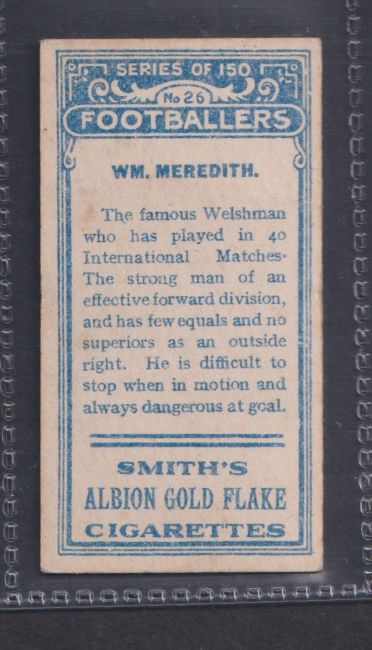 SERIES OF 150
No 26
FOOTBALLERS
WM. MEREDITH.
The famous Welshman
who has played in 40
International Matches.
The strong man of an
effective forward division,
and has few equals and no
superiors as an outside
right. He is difficult to
stop when in motion and
always dangerous at goal.
SMITH'S
ALBION GOLD FLAKE
CIGARETTES